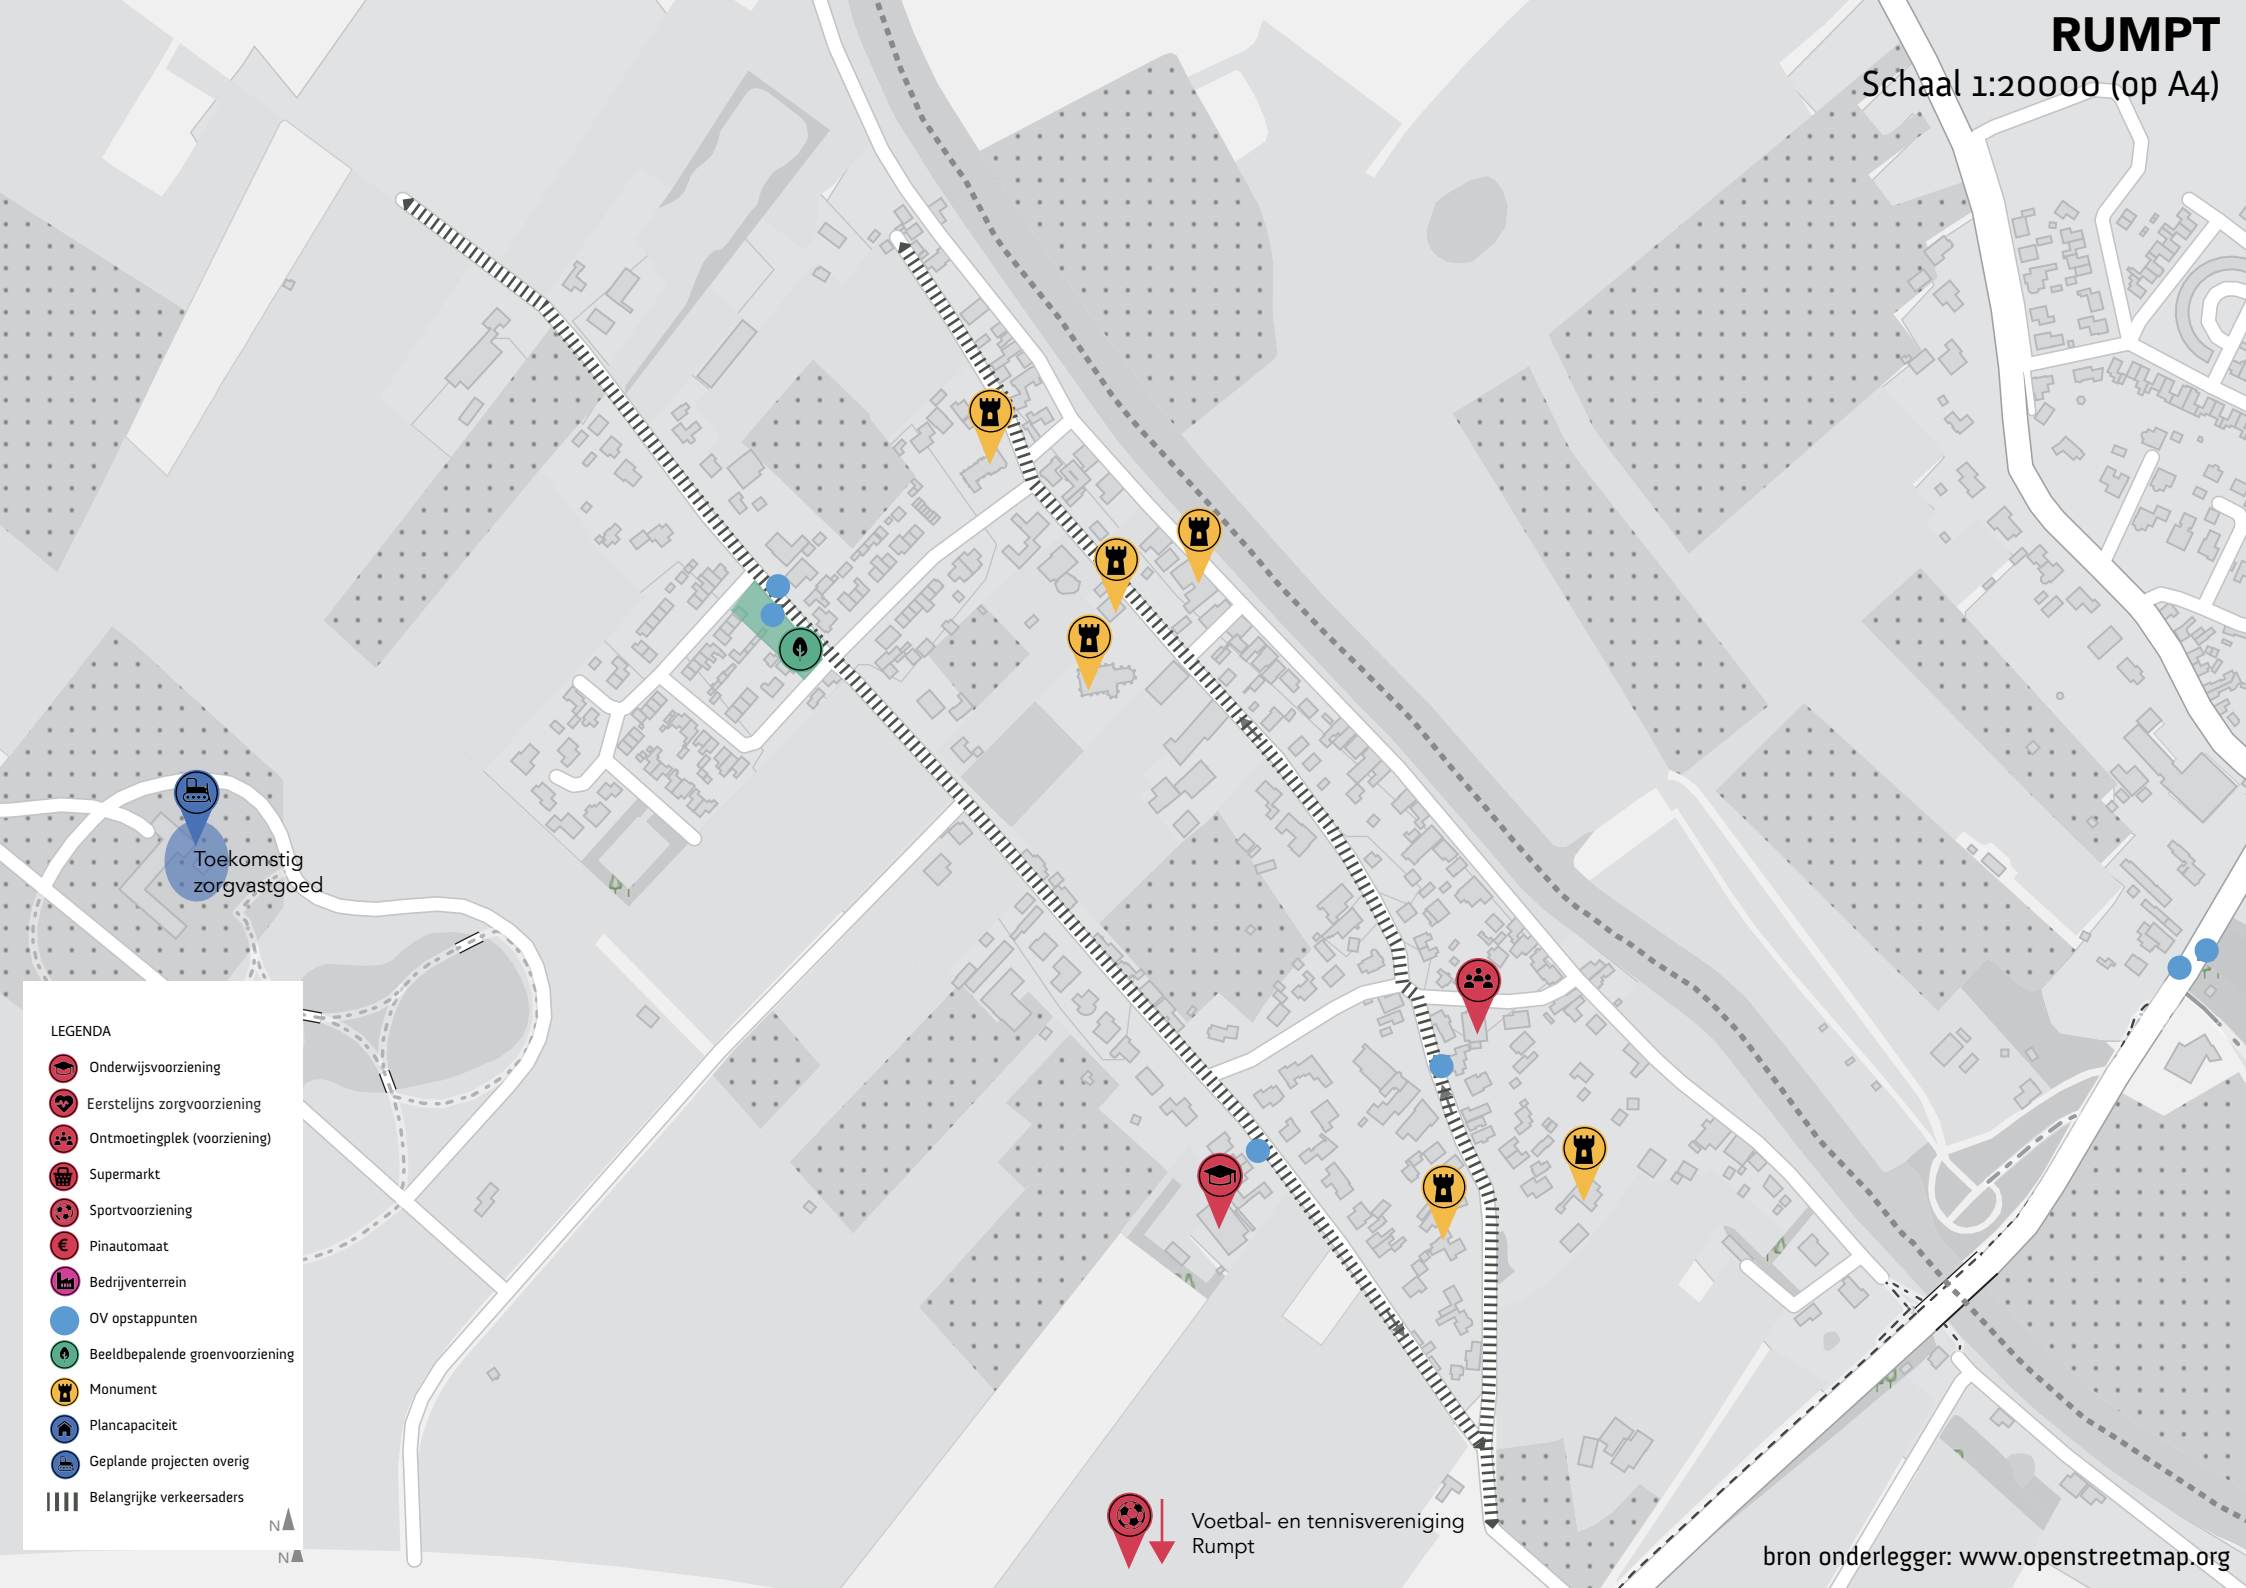 RUMPT
Schaal 1:20000 (op A4)
Toekomstig
zorgvastgoed
LEGENDA
Onderwijsvoorziening
Eerstelijns zorgvoorziening
Ontmoetingplek (voorziening)
Supermarkt
Sportvoorziening
€ Pinautomaat
Bedrijventerrein
OV opstappunten
Beeldbepalende groenvoorziening
Monument
Plancapaciteit
Geplande projecten overig
Belangrijke verkeersaders
N
N
Voetbal- en tennisvereniging
Rumpt
bron onderlegger: www.openstreetmap.org